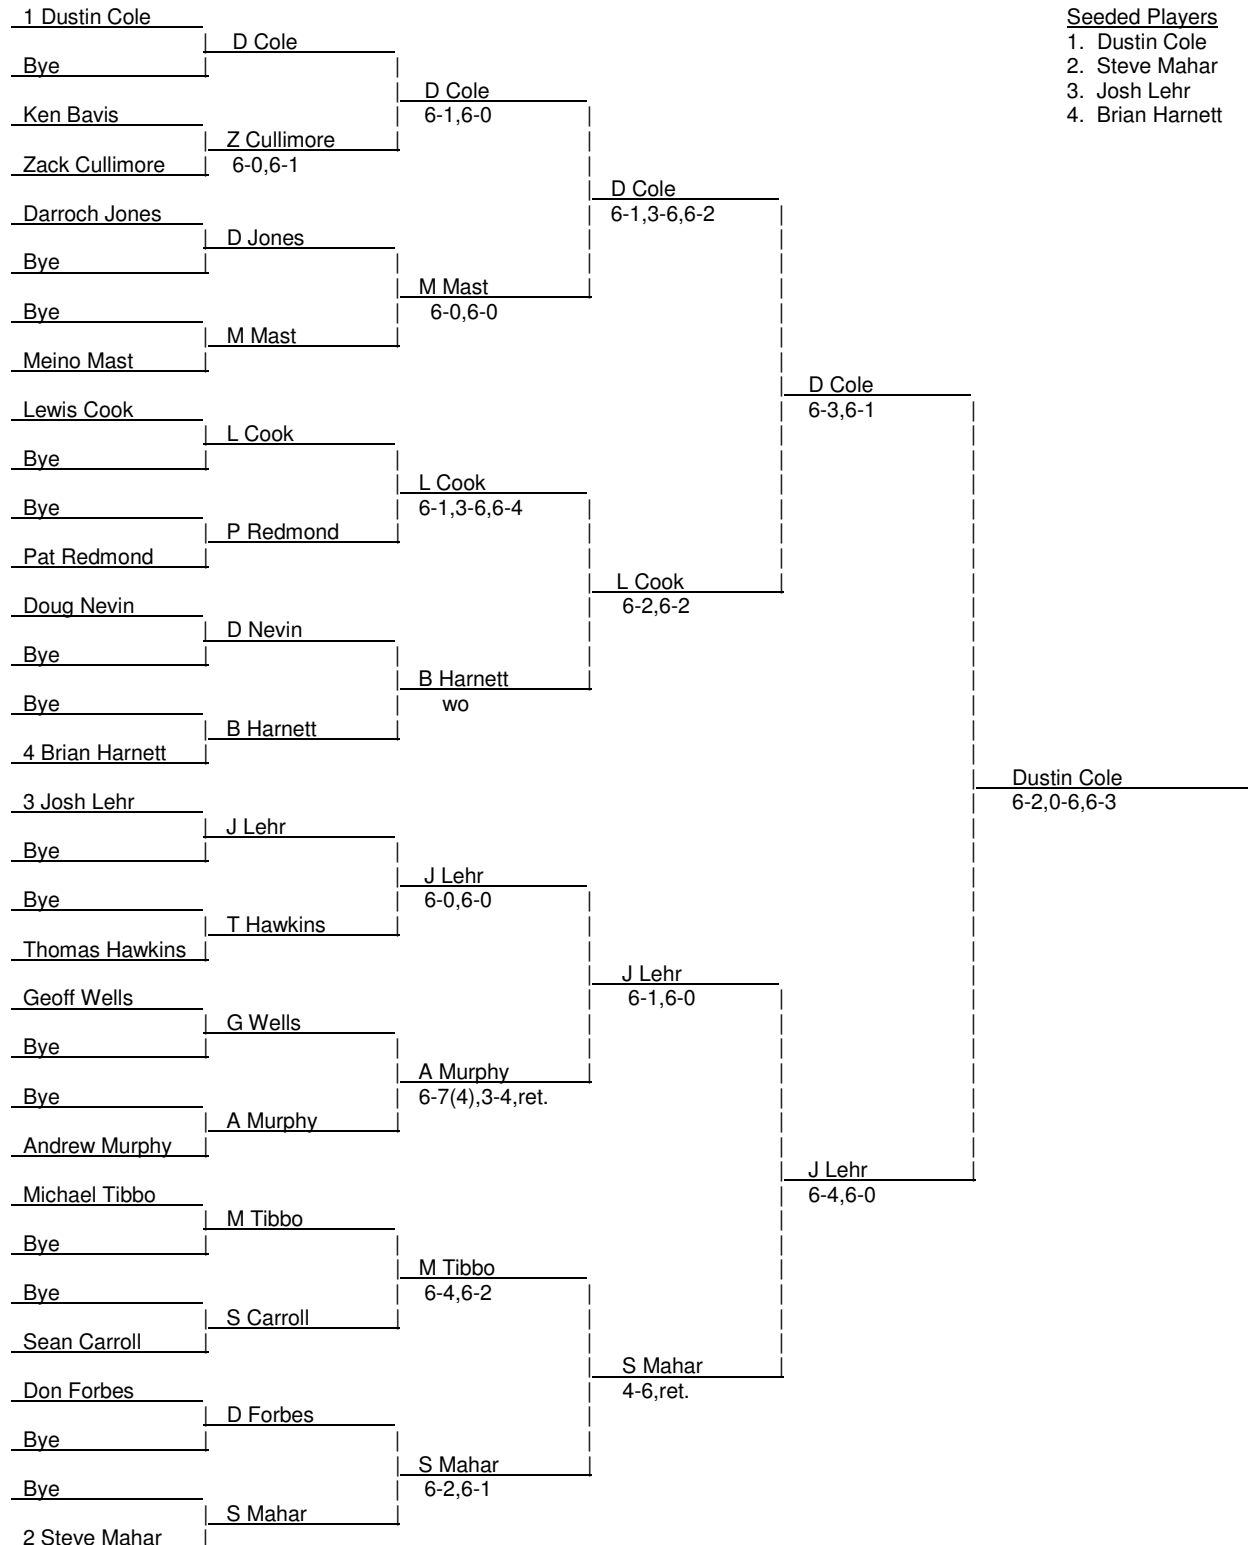 1 Dustin Cole
Bye
Ken Bavis
Zack Cullimore
Darroch Jones
Bye
Bye
Meino Mast
Lewis Cook
Bye
Bye
Pat Redmond
Doug Nevin
Bye
Bye
4 Brian Harnett
3 Josh Lehr
Bye
Bye
Thomas Hawkins
Geoff Wells
Bye
Bye
Andrew Murphy
Michael Tibbo
Bye
Bye
Sean Carroll
Don Forbes
Bye
Bye
2 Steve Mahar
D Cole
Z Cullimore
6-0,6-1
D Jones
M Mast
L Cook
P Redmond
D Nevin
B Harnett
J Lehr
T Hawkins
G Wells
A Murphy
M Tibbo
S Carroll
D Forbes
S Mahar
D Cole
6-1,6-0
M Mast
6-0,6-0
L Cook
6-1,3-6,6-4
B Harnett
wo
J Lehr
6-0,6-0
A Murphy
6-7(4),3-4,ret.
M Tibbo
6-4,6-2
S Mahar
6-2,6-1
D Cole
6-1,3-6,6-2
L Cook
6-2,6-2
J Lehr
6-1,6-0
S Mahar
4-6,ret.
D Cole
6-3,6-1
J Lehr
6-4,6-0
Dustin Cole
6-2,0-6,6-3
Seeded Players
1. Dustin Cole
2. Steve Mahar
3. Josh Lehr
4. Brian Harnett